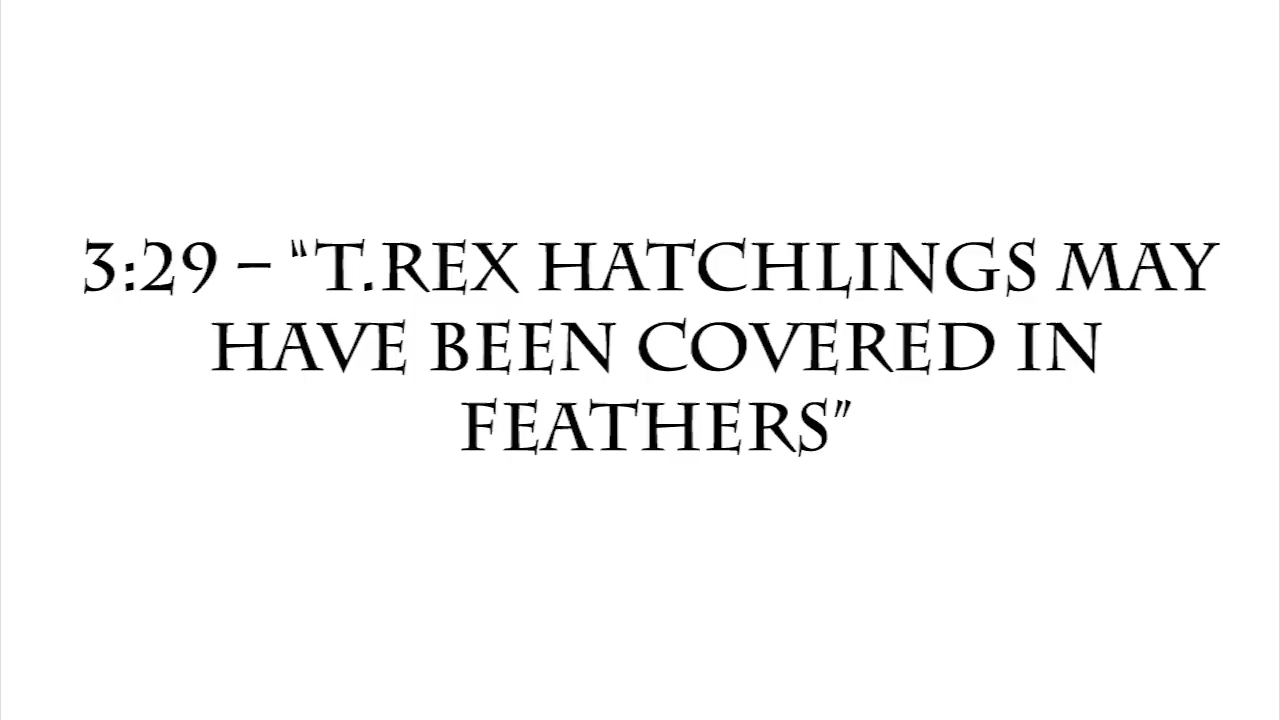 3:29 – “T.REX HATCHLINGS MAY
HAVE BEEN COVERED IN
FEATHERS”